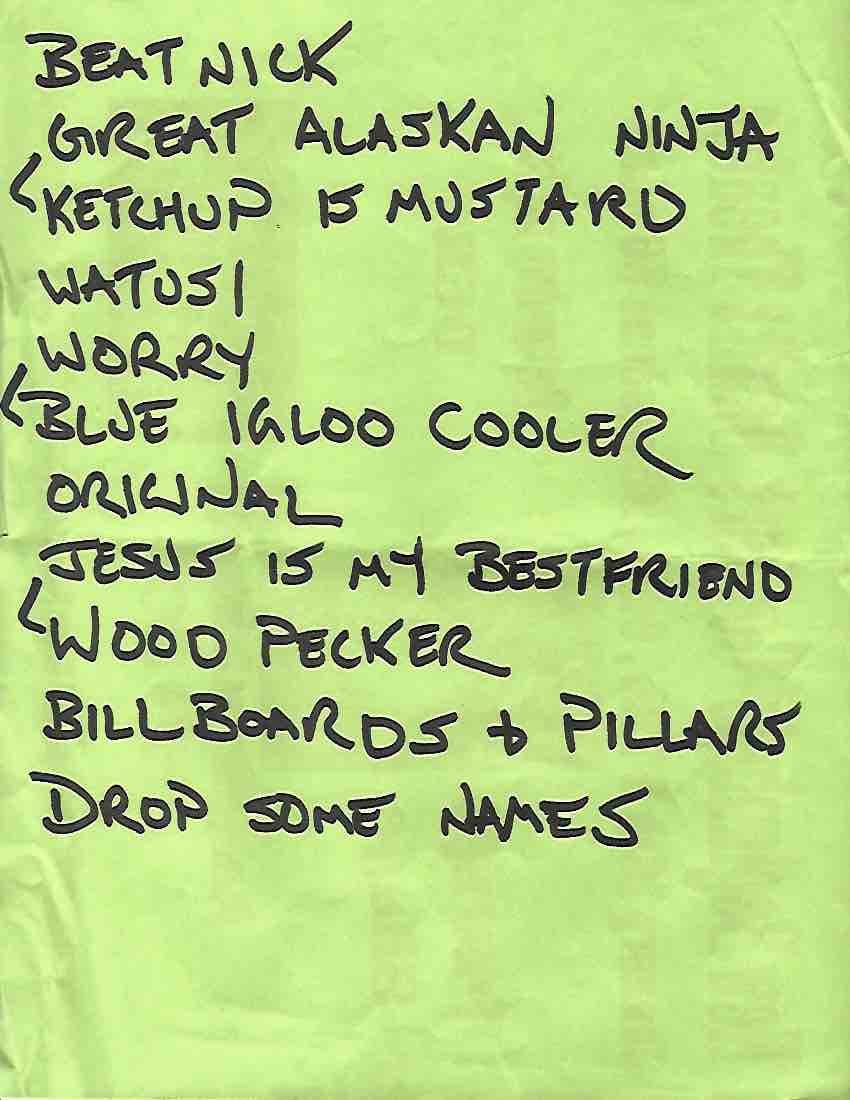 BEATNICK
GREAT ALASKAN NINJA
KETCHUP IS MUSTARD
WATUSI
WORRY
BLUE IGLOO COOLER
ORIGINAL
JESUS IS MY BESTFRIEND
WOOD PECKER
BILLBOARDS & PILLARS
DROP SOME NAMES